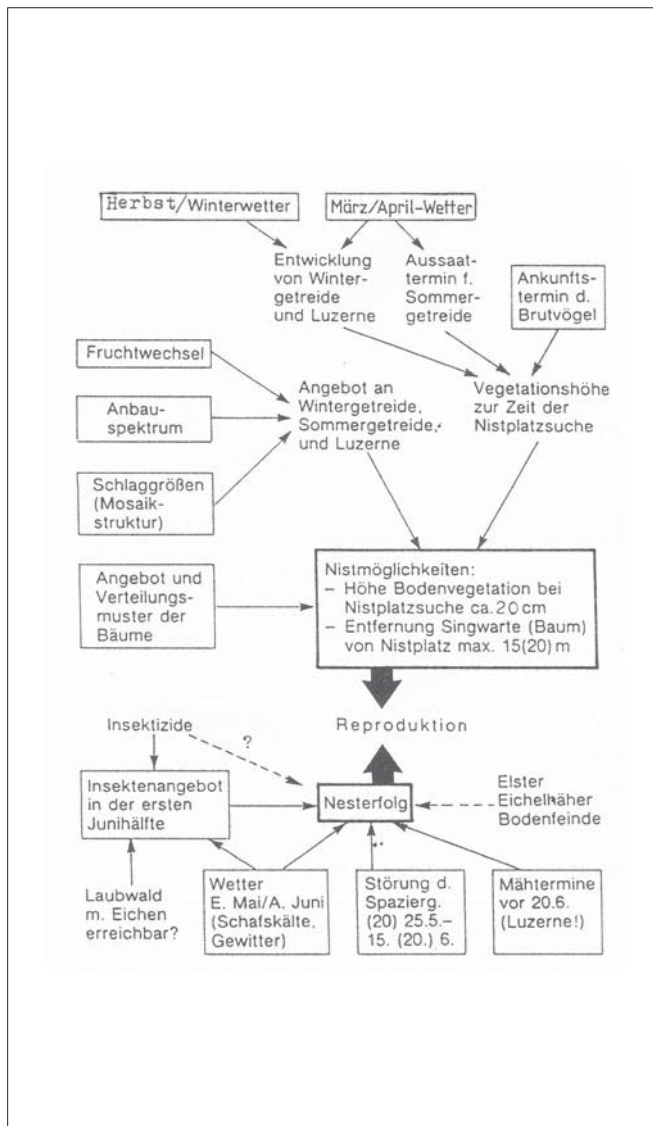 Herbst/Winterwetter
März/April-Wetter
Entwicklung
von Winter-
getreide
und Luzerne
Aussaat-
termin f.
Sommer-
getreide
Ankunfts-
termin d.
Brutvögel
Fruchtwechsel
Anbau-
spektrum
Schlaggrößen
(Mosaik-
struktur)
Angebot an
Wintergetreide,
Sommergetreide,
und Luzerne
Vegetationshöhe
zur Zeit der
Nistplatzsuche
Angebot und
Verteilungs-
muster der
Bäume
Nistmöglichkeiten:
– Höhe Bodenvegetation bei
Nistplatzsuche ca. 20 cm
– Entfernung Singwarte (Baum)
von Nistplatz max. 15(20) m
Reproduktion
Insektizide
?
Insektenangebot
in der ersten
Junihälfte
Nesterfolg
Elster
Eichelhäher
Bodenfeinde
Laubwald
m. Eichen
erreichbar?
Wetter
E. Mai/A. Juni
(Schafskälte,
Gewitter)
Störung d.
Spazierg.
(20) 25.5.–
15. (20.) 6.
Mähtermine
vor 20.6.
(Luzerne!)